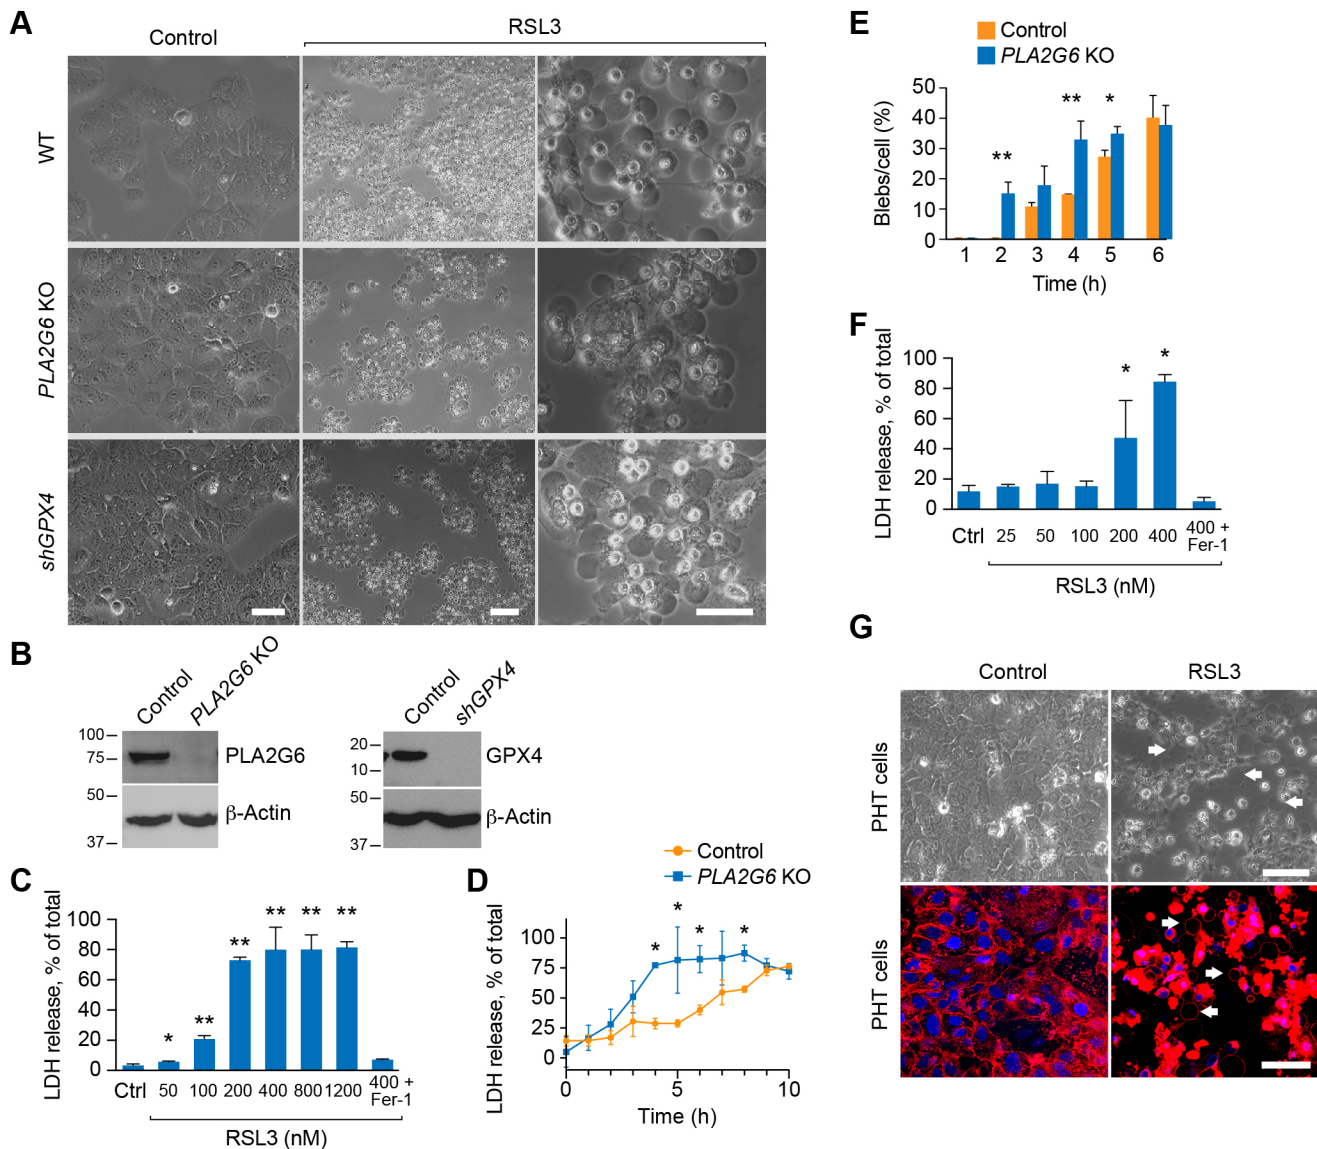 A
Control
RSL3
WT
PLA2G6 KO
shGPX4
B
Control
PLA2G6 KO
100
75
PLA2G6
50
37
β-Actin
Control
shGPX4
20
10
GPX4
50
37
β-Actin
C
LDH release, % of total
100
80
60
40
20
0
* ** ** ** ** **
Ctrl 50 100 200 400 800 1200 400 + Fer-1
RSL3 (nM)
D
Control
PLA2G6 KO
LDH release, % of total
100
75
50
25
0
* * * *
0 5 10
Time (h)
E
Control
PLA2G6 KO
Blebs/cell (%)
50
40
30
20
10
0
** ** *
1 2 3 4 5 6
Time (h)
F
LDH release, % of total
100
80
60
40
20
0
* *
Ctrl 25 50 100 200 400 400 + Fer-1
RSL3 (nM)
G
Control
RSL3
PHT cells
PHT cells